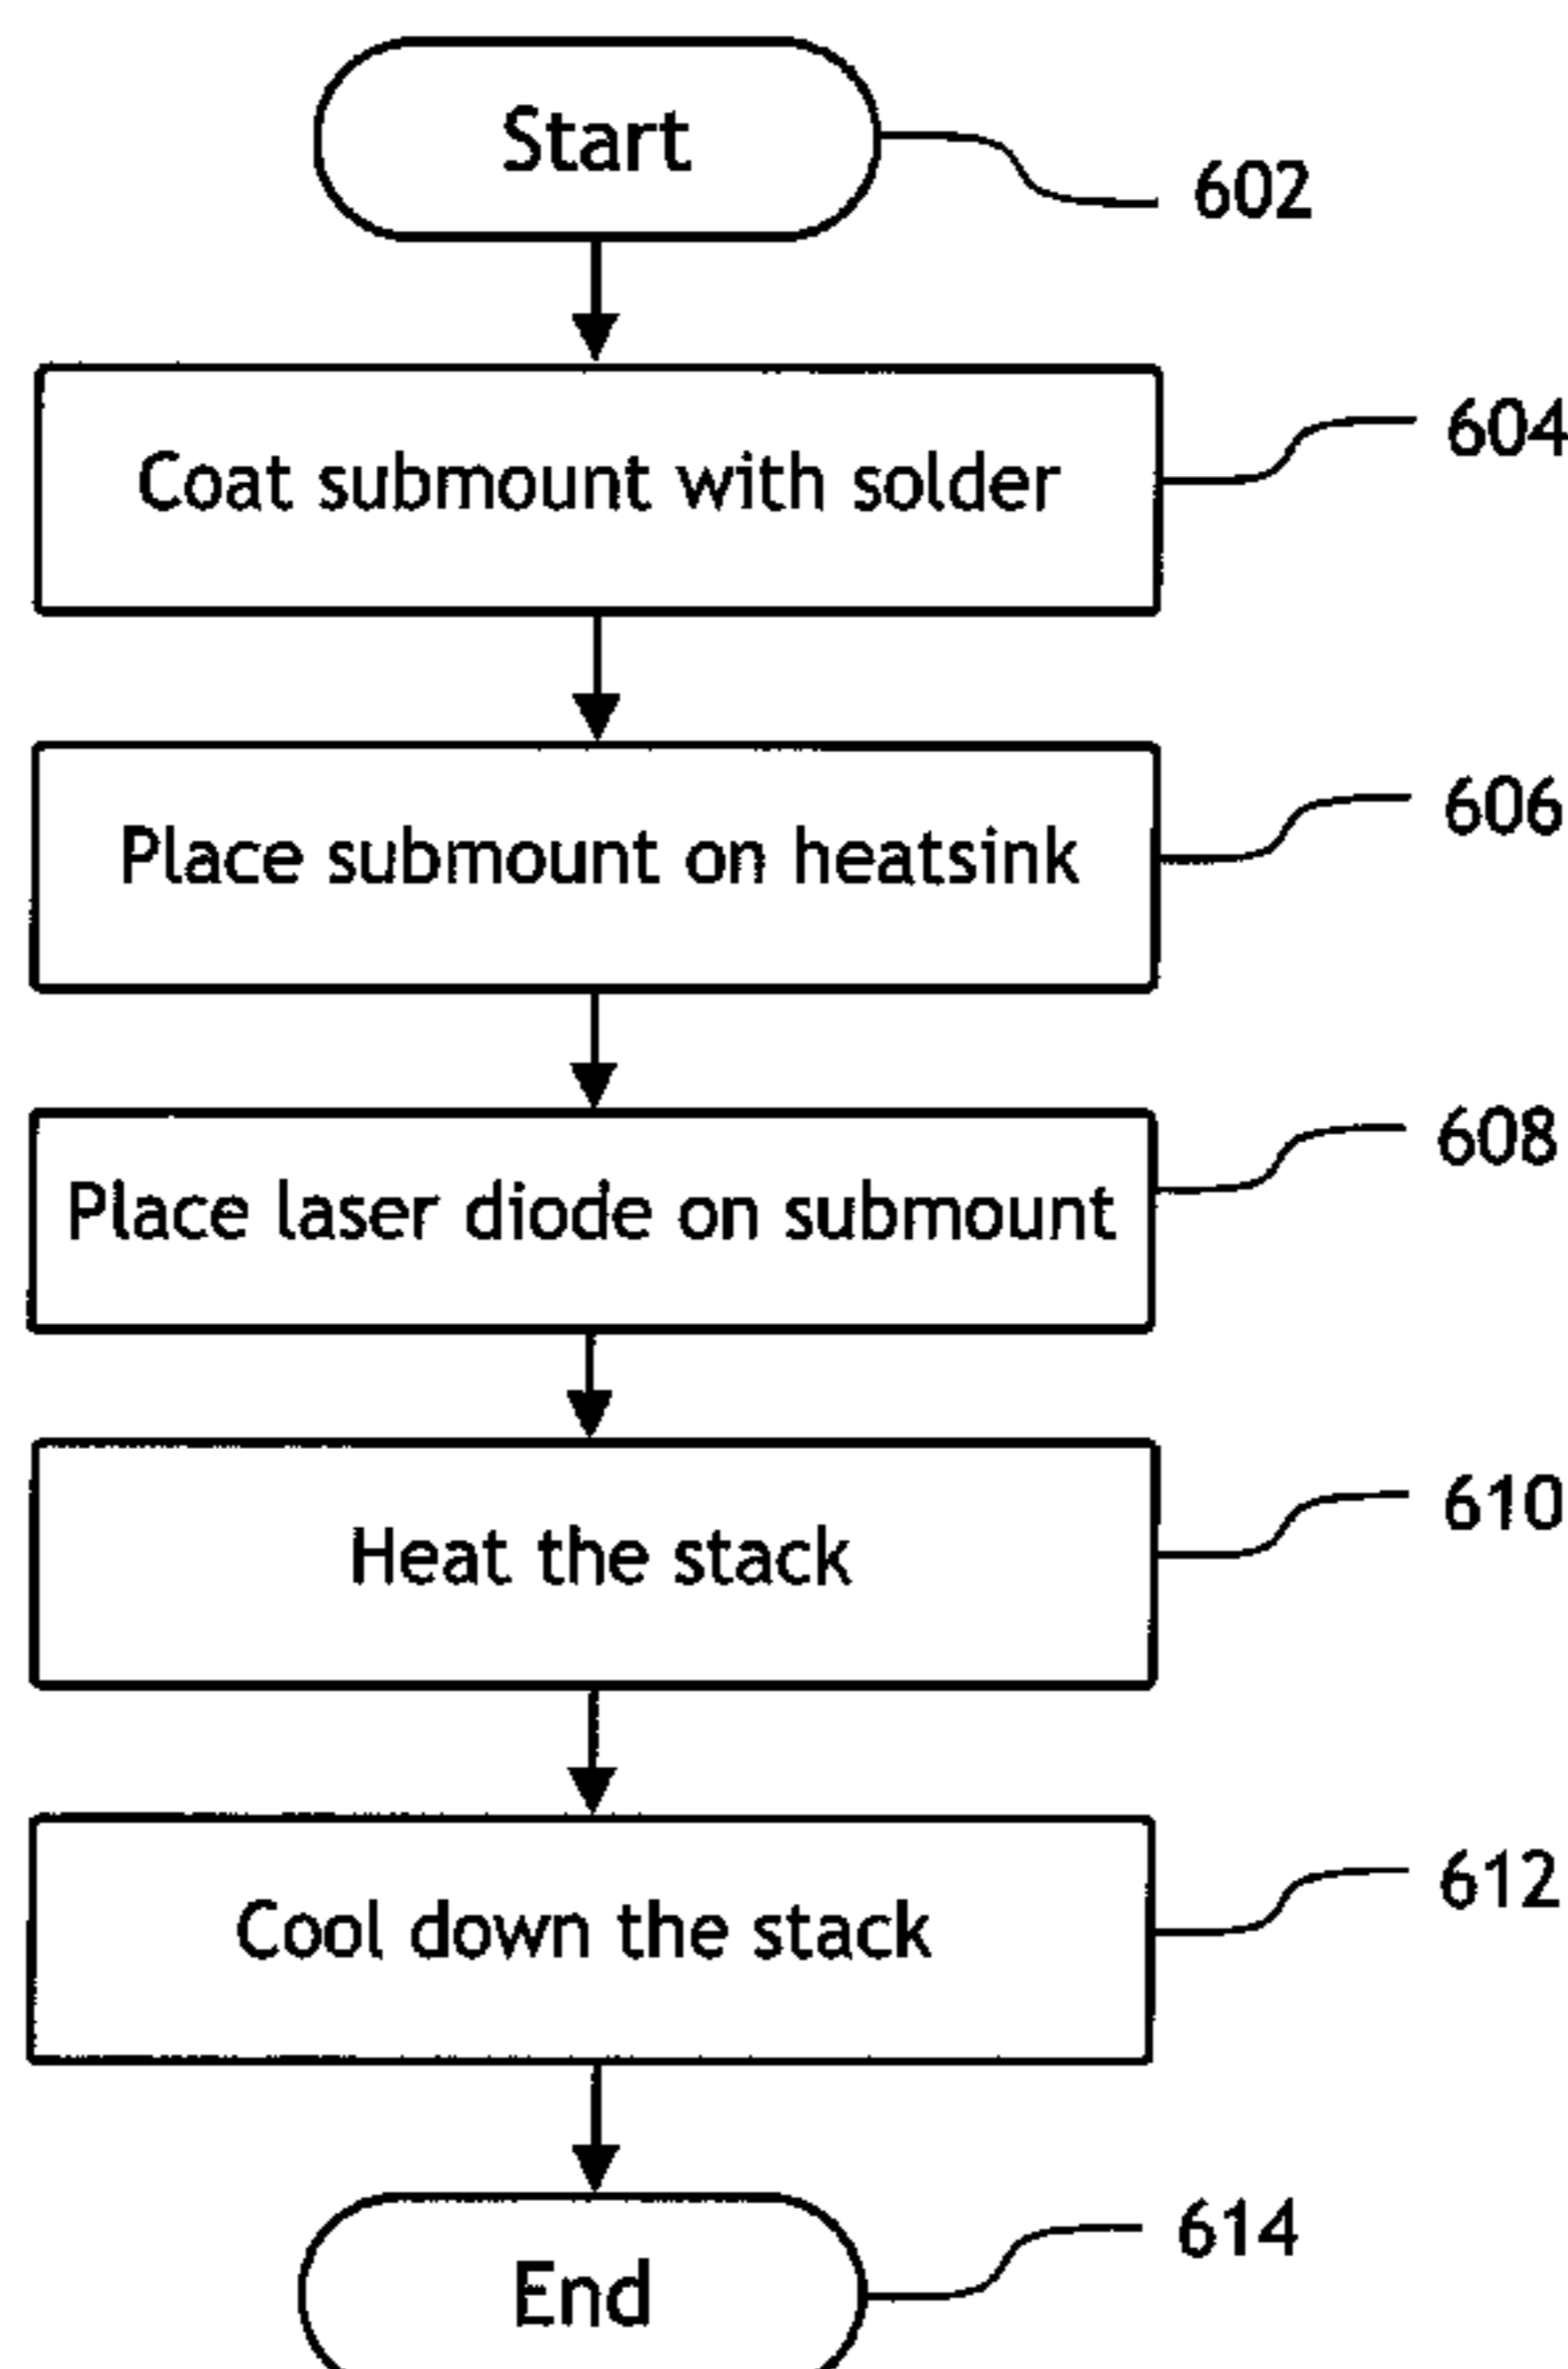 Start
602
Coat submount with solder
604
Place submount on heatsink
606
Place laser diode on submount
608
Heat the stack
610
Cool down the stack
612
End
614